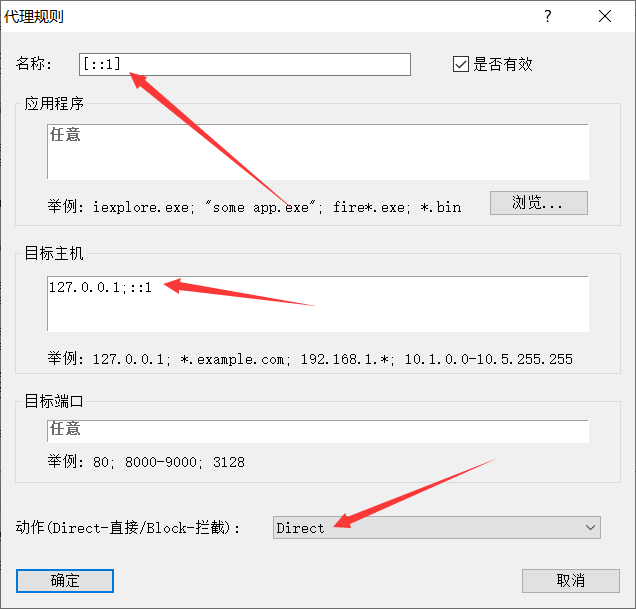 代理规则
名称: [::1] 是否有效
应用程序
任意
举例: iexplore.exe; "some app.exe"; fire*.exe; *.bin 浏览...
目标主机
127.0.0.1;::1
举例: 127.0.0.1; *.example.com; 192.168.1.*; 10.1.0.0-10.5.255.255
目标端口
任意
举例: 80; 8000-9000; 3128
动作(Direct-直接/Block-拦截): Direct
确定 取消